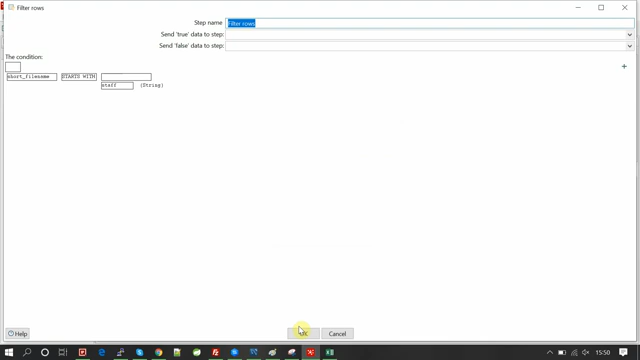 Filter rows
Step name Filter rows
Send 'true' data to step:
Send 'false' data to step:
The condition:
+
short_filename STARTS WITH
staff (String)
Help Cancel
15:50